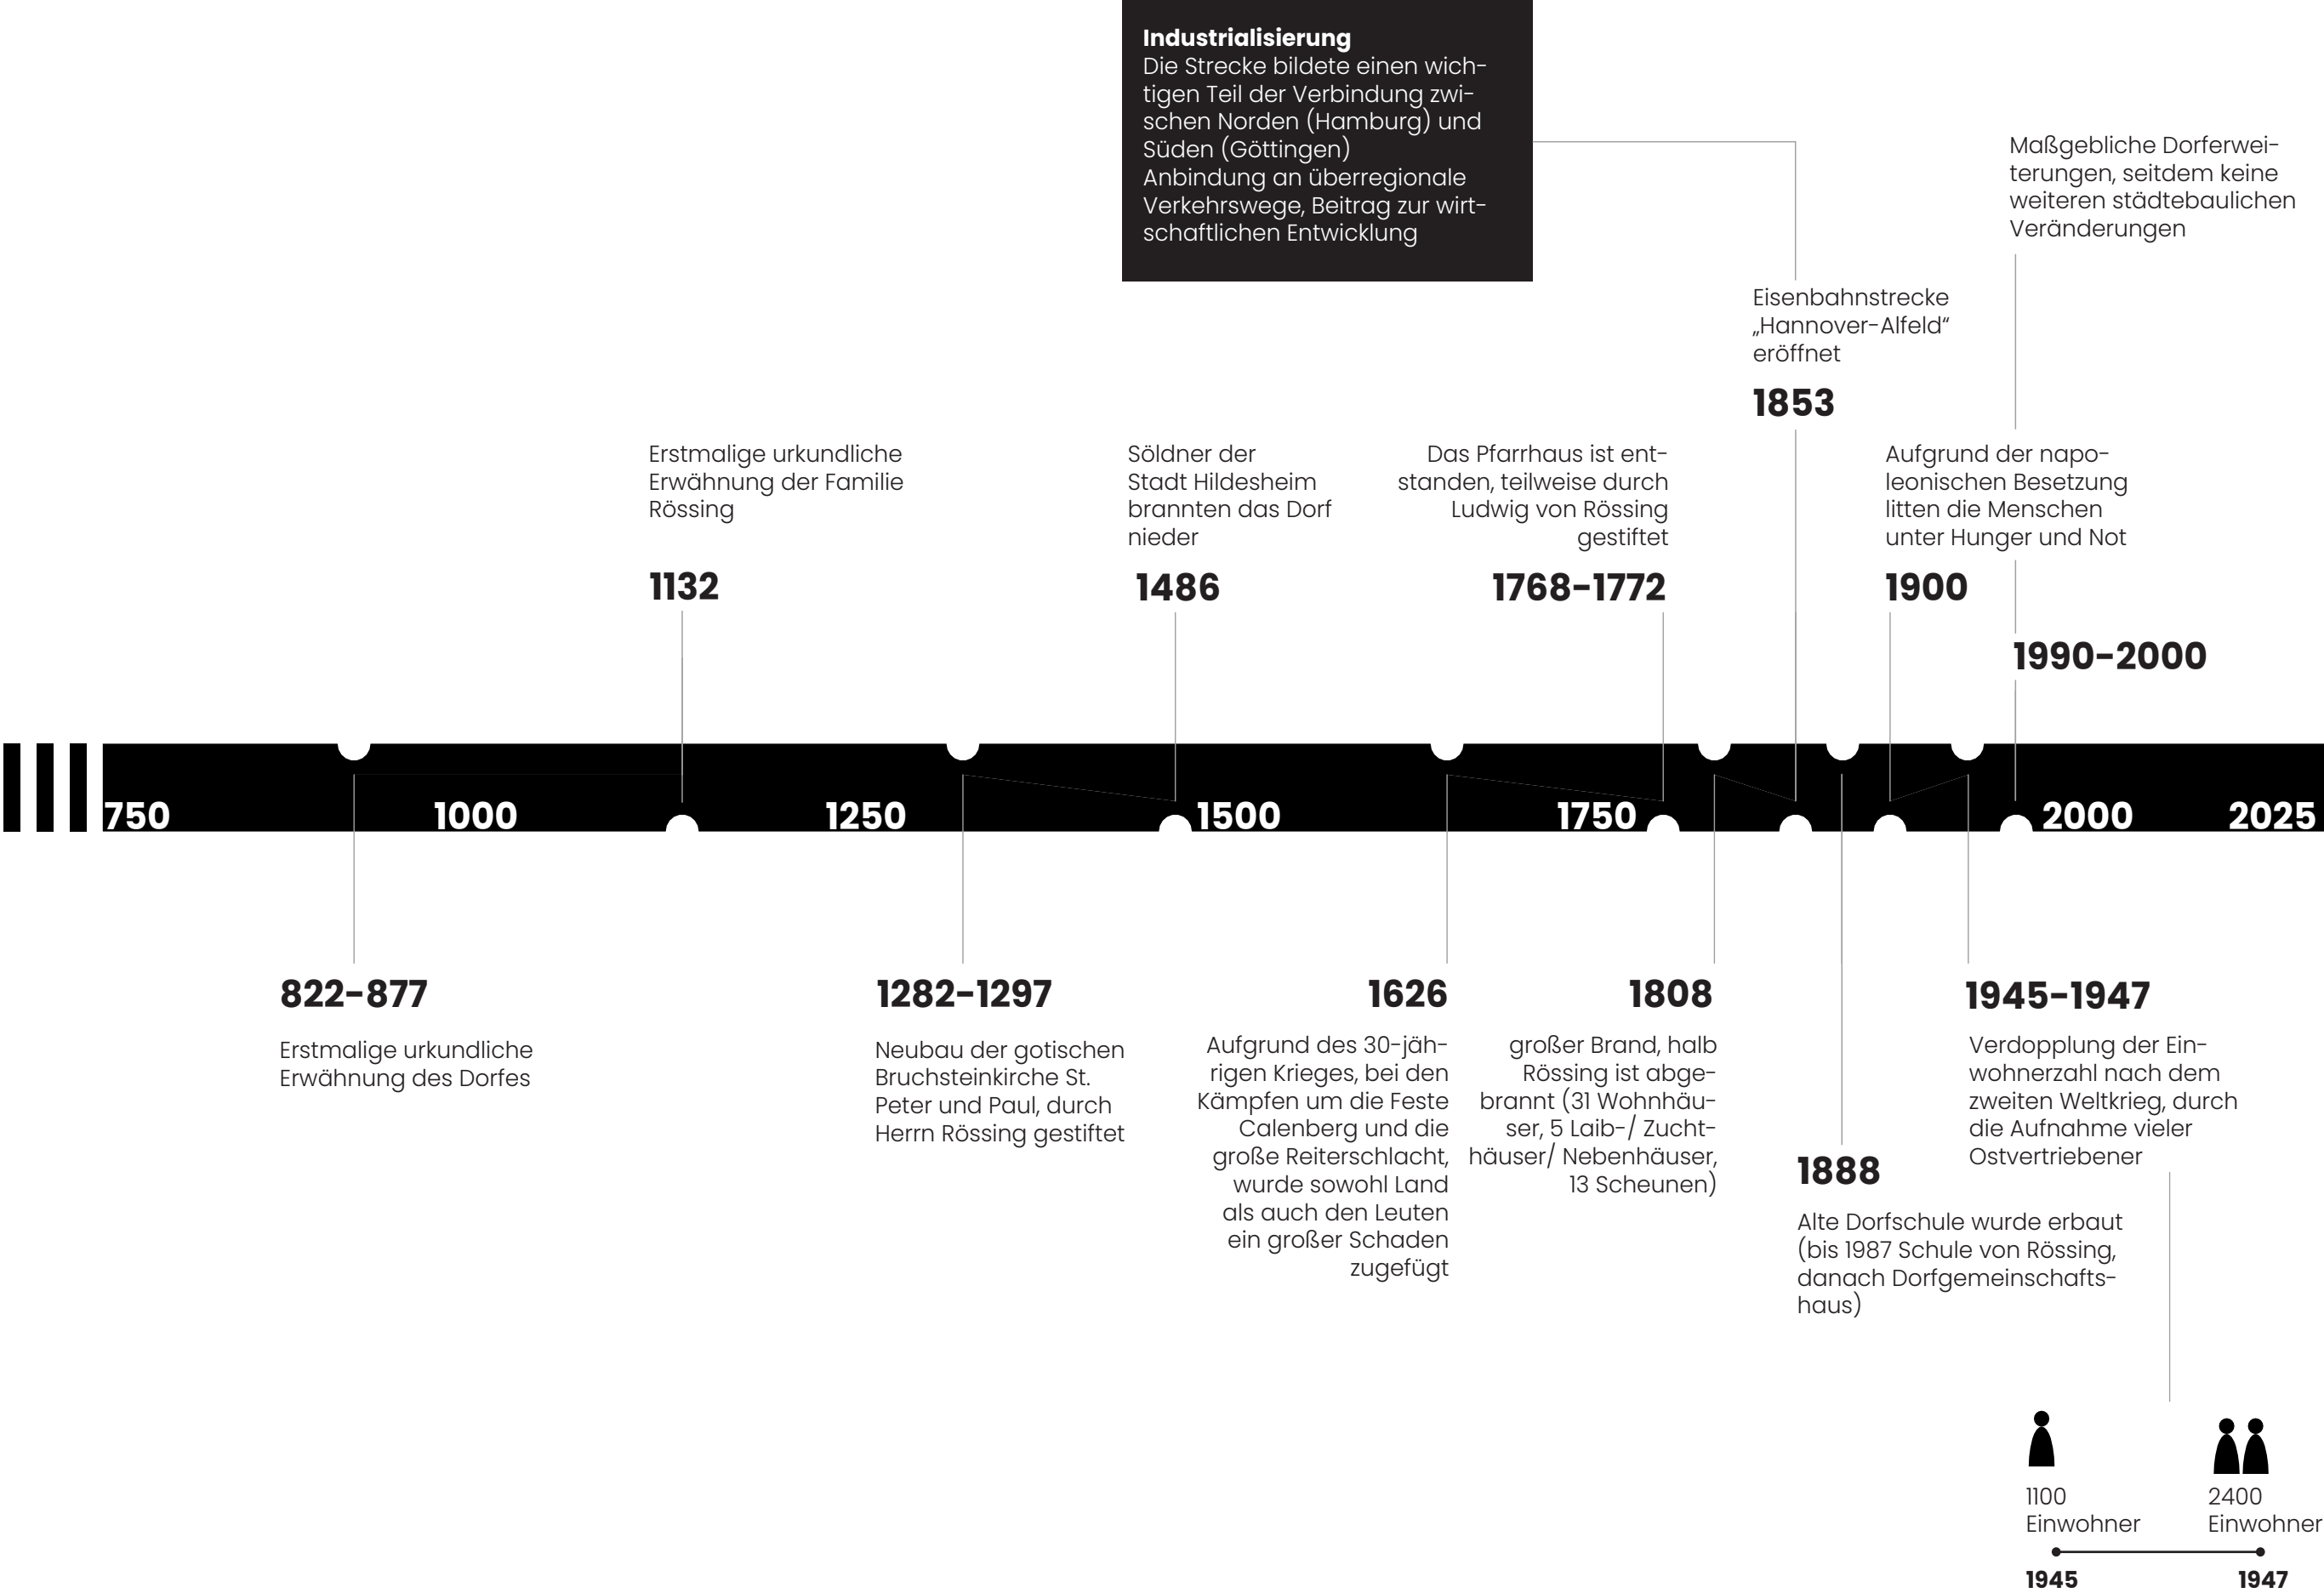 Industrialisierung
Die Strecke bildete einen wich-
tigen Teil der Verbindung zwi-
schen Norden (Hamburg) und
Süden (Göttingen)
Anbindung an überregionale
Verkehrswege, Beitrag zur wirt-
schaftlichen Entwicklung
Maßgebliche Dorferwei-
terungen, seitdem keine
weiteren städtebaulichen
Veränderungen
Eisenbahnstrecke
„Hannover-Alfeld“
eröffnet
1853
Erstmalige urkundliche
Erwähnung der Familie
Rössing
1132
Söldner der
Stadt Hildesheim
brannten das Dorf
nieder
1486
Das Pfarrhaus ist ent-
standen, teilweise durch
Ludwig von Rössing
gestiftet
1768-1772
Aufgrund der napo-
leonischen Besetzung
litten die Menschen
unter Hunger und Not
1900
1990-2000
750
1000
1250
1500
1750
2000
2025
822-877
Erstmalige urkundliche
Erwähnung des Dorfes
1282-1297
Neubau der gotischen
Bruchsteinkirche St.
Peter und Paul, durch
Herrn Rössing gestiftet
1626
Aufgrund des 30-jäh-
rigen Krieges, bei den
Kämpfen um die Feste
Calenberg und die
große Reiterschlacht,
wurde sowohl Land
als auch den Leuten
ein großer Schaden
zugefügt
1808
großer Brand, halb
Rössing ist abge-
brannt (31 Wohnhäu-
ser, 5 Laib-/ Zucht-
häuser/ Nebenhäuser,
13 Scheunen)
1888
Alte Dorfschule wurde erbaut
(bis 1987 Schule von Rössing,
danach Dorfgemeinschafts-
haus)
1945-1947
Verdopplung der Ein-
wohnerzahl nach dem
zweiten Weltkrieg, durch
die Aufnahme vieler
Ostvertriebener
1100
Einwohner
2400
Einwohner
1945
1947